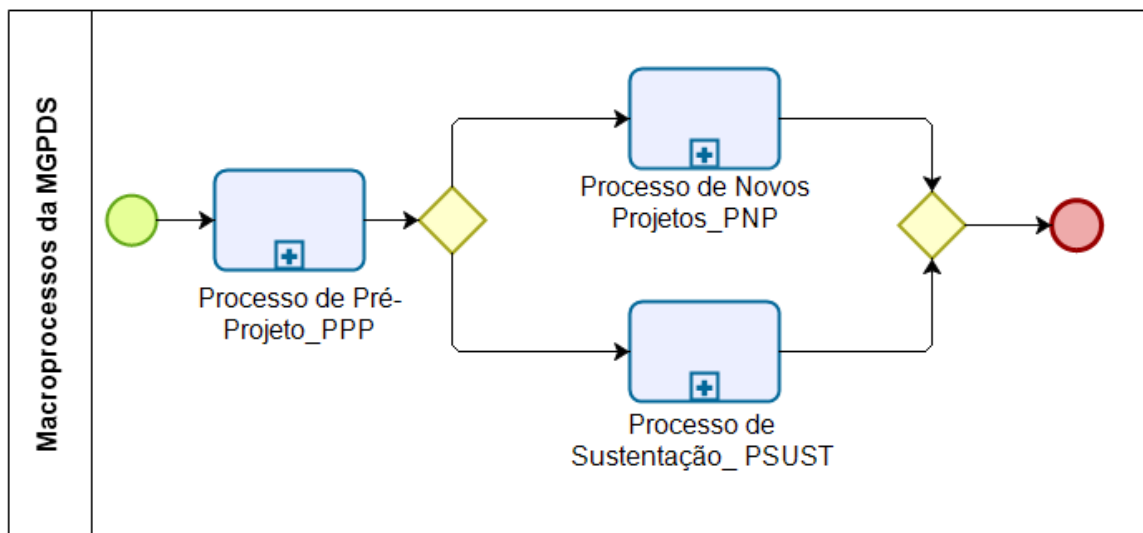 Macroprocessos da MGPDS
Processo de Pré-
Projeto_PPP
Processo de Novos
Projetos_PNP
Processo de
Sustentação_ PSUST